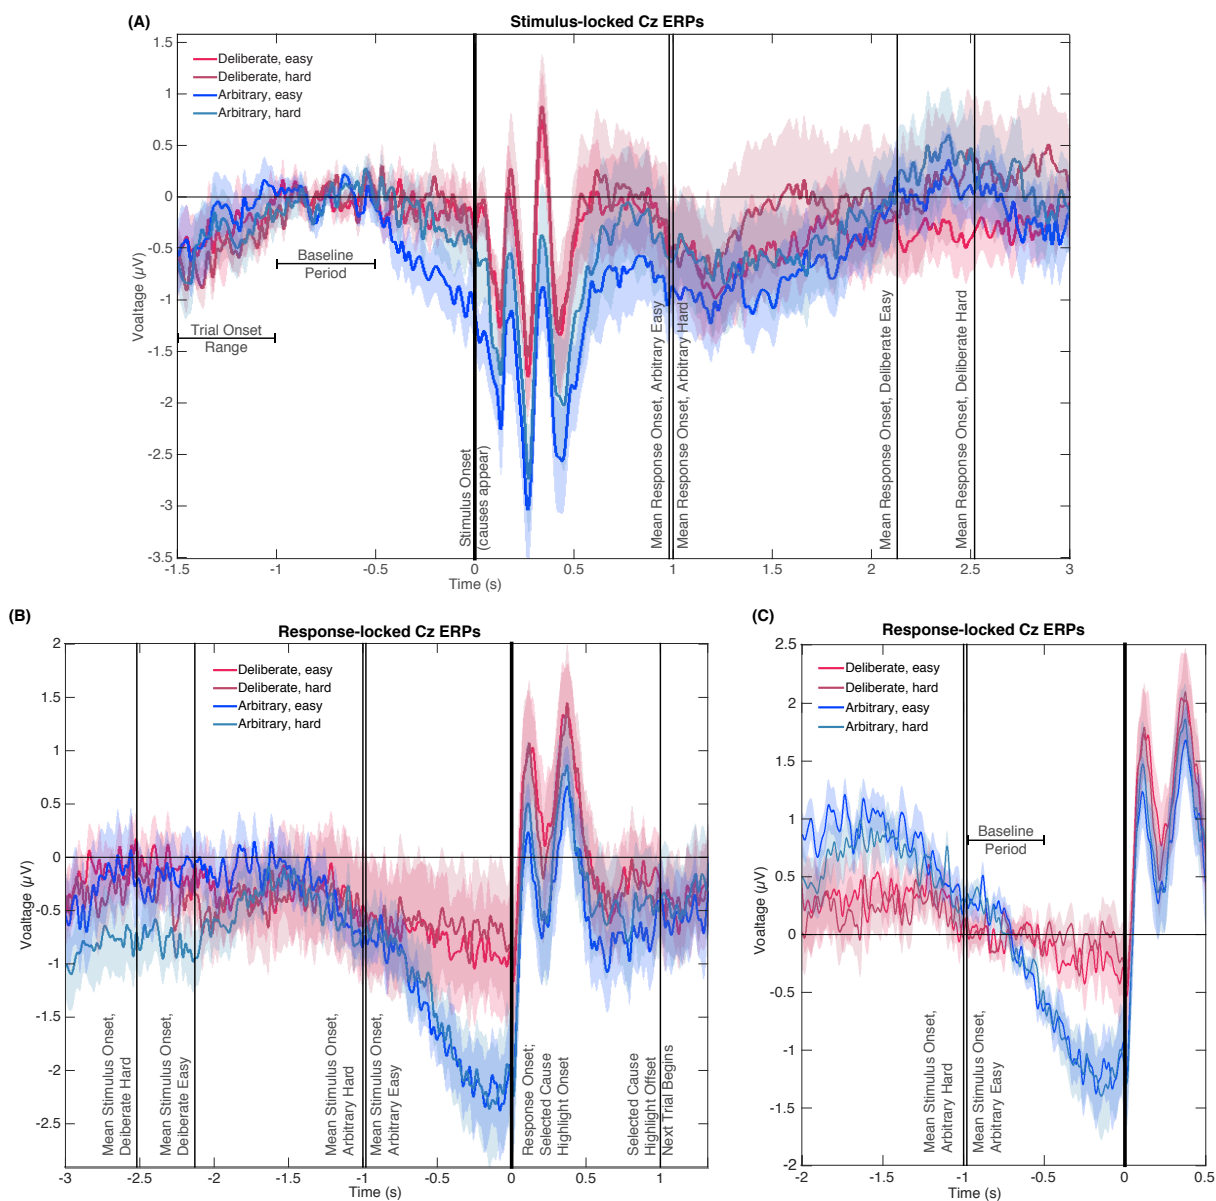 (A)
Stimulus-locked Cz ERPs
Deliberate, easy
Deliberate, hard
Arbitrary, easy
Arbitrary, hard
1.5
1
0.5
0
-0.5
-1
-1.5
-2
-2.5
-3
-3.5
Voaltage (µV)
Baseline
Period
Trial Onset
Range
Stimulus Onset
(causes appear)
Mean Response Onset, Arbitrary Easy
Mean Response Onset, Arbitrary Hard
Mean Response Onset, Deliberate Easy
Mean Response Onset, Deliberate Hard
-1.5 -1 -0.5 0 0.5 1 1.5 2 2.5 3
Time (s)
(B)
Response-locked Cz ERPs
Deliberate, easy
Deliberate, hard
Arbitrary, easy
Arbitrary, hard
2
1.5
1
0.5
0
-0.5
-1
-1.5
-2
-2.5
Voaltage (µV)
Mean Stimulus Onset,
Deliberate Hard
Mean Stimulus Onset,
Deliberate Easy
Mean Stimulus Onset,
Arbitrary Hard
Mean Stimulus Onset,
Arbitrary Easy
Response Onset;
Selected Cause
Highlight Onset
Selected Cause
Highlight Offset
Next Trial Begins
-3 -2.5 -2 -1.5 -1 -0.5 0 0.5 1
Time (s)
(C)
Response-locked Cz ERPs
Deliberate, easy
Deliberate, hard
Arbitrary, easy
Arbitrary, hard
2.5
2
1.5
1
0.5
0
-0.5
-1
-1.5
-2
Voaltage (µV)
Baseline
Period
Mean Stimulus Onset,
Arbitrary Hard
Mean Stimulus Onset,
Arbitrary Easy
-2 -1.5 -1 -0.5 0 0.5
Time (s)